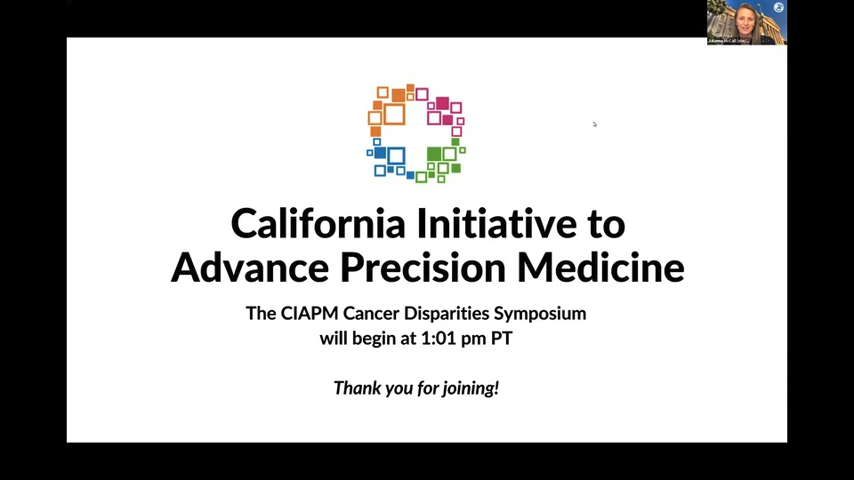 California Initiative to
Advance Precision Medicine
The CIAPM Cancer Disparities Symposium
will begin at 1:01 pm PT
Thank you for joining!